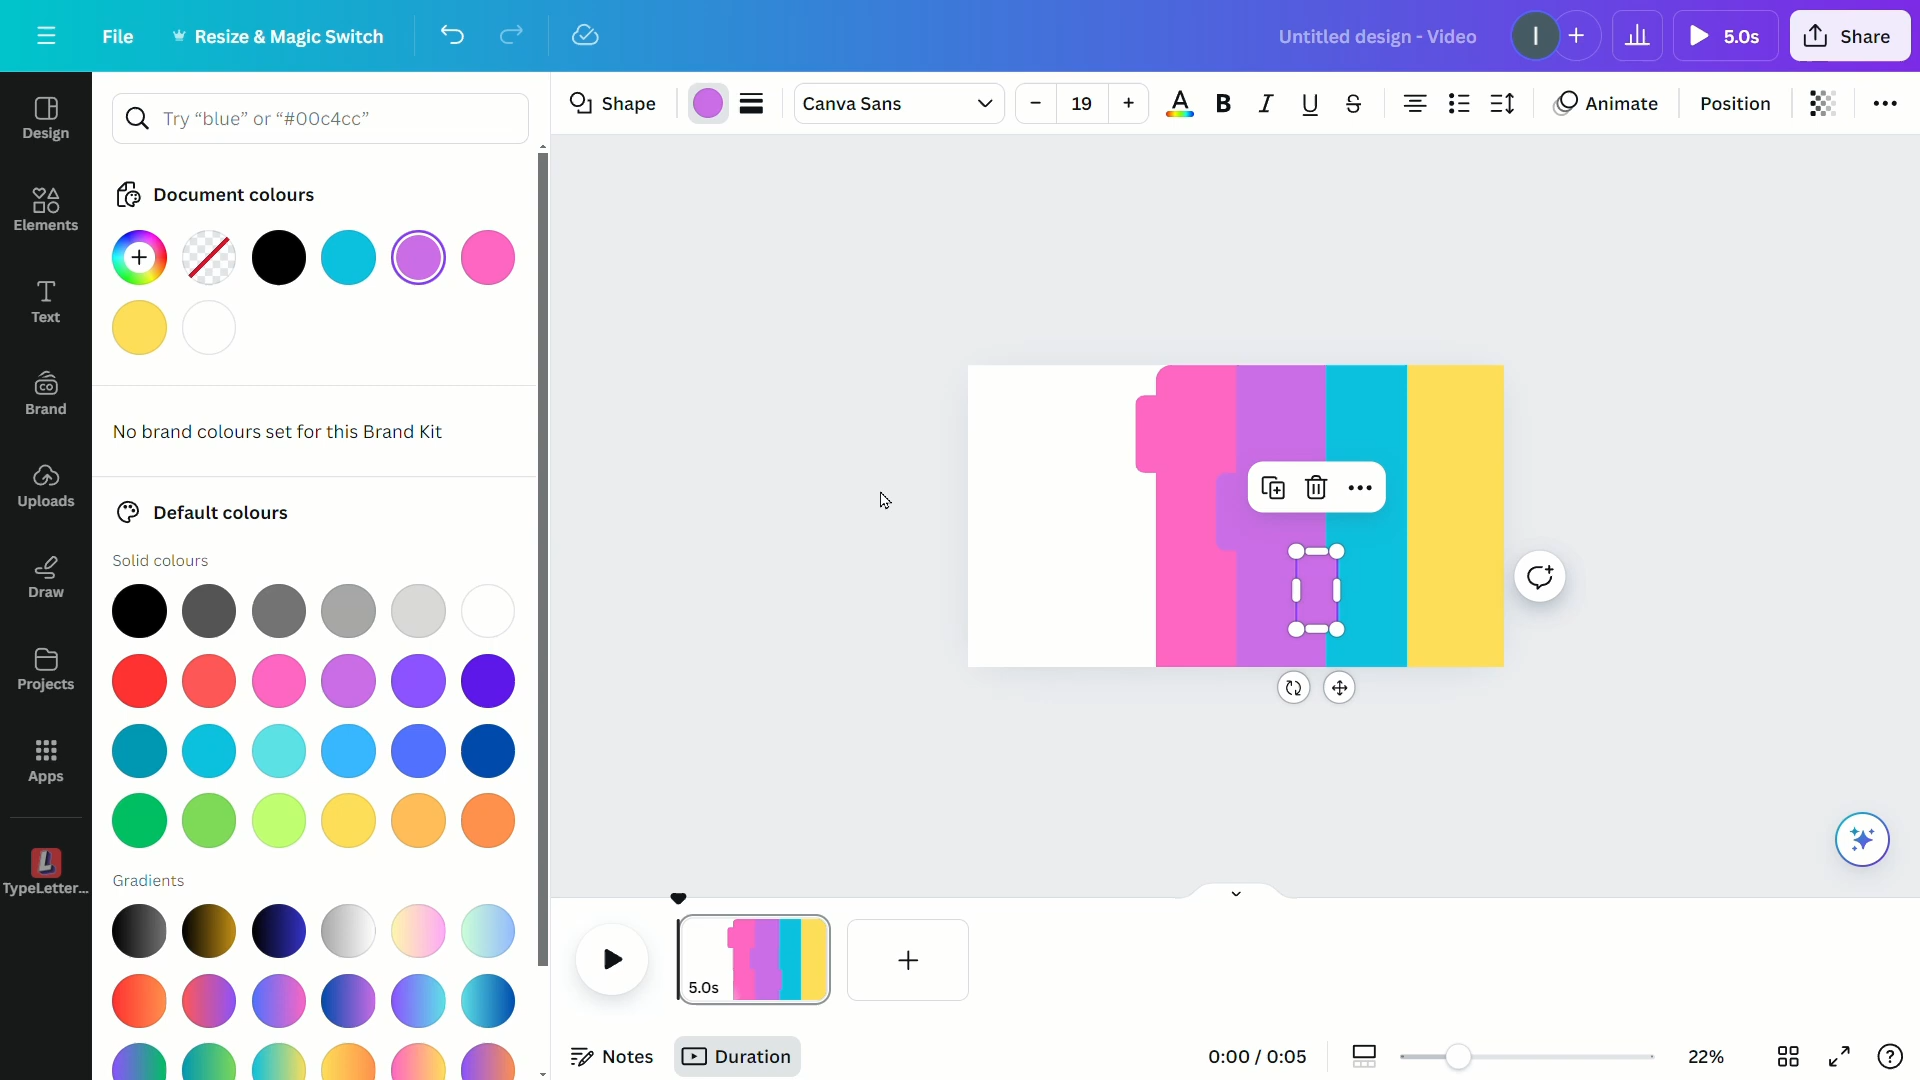 File
Resize & Magic Switch
Untitled design - Video
I
5.0s
Share
Design
Elements
Text
Brand
CO
Uploads
Draw
Projects
Apps
TypeLetter...
Try “blue” or “#00c4cc”
Document colours
No brand colours set for this Brand Kit
Default colours
Solid colours
Gradients
Shape
Canva Sans
19
A
B
I
U
S
Animate
Position
5.0s
Notes
Duration
0:00 / 0:05
22%